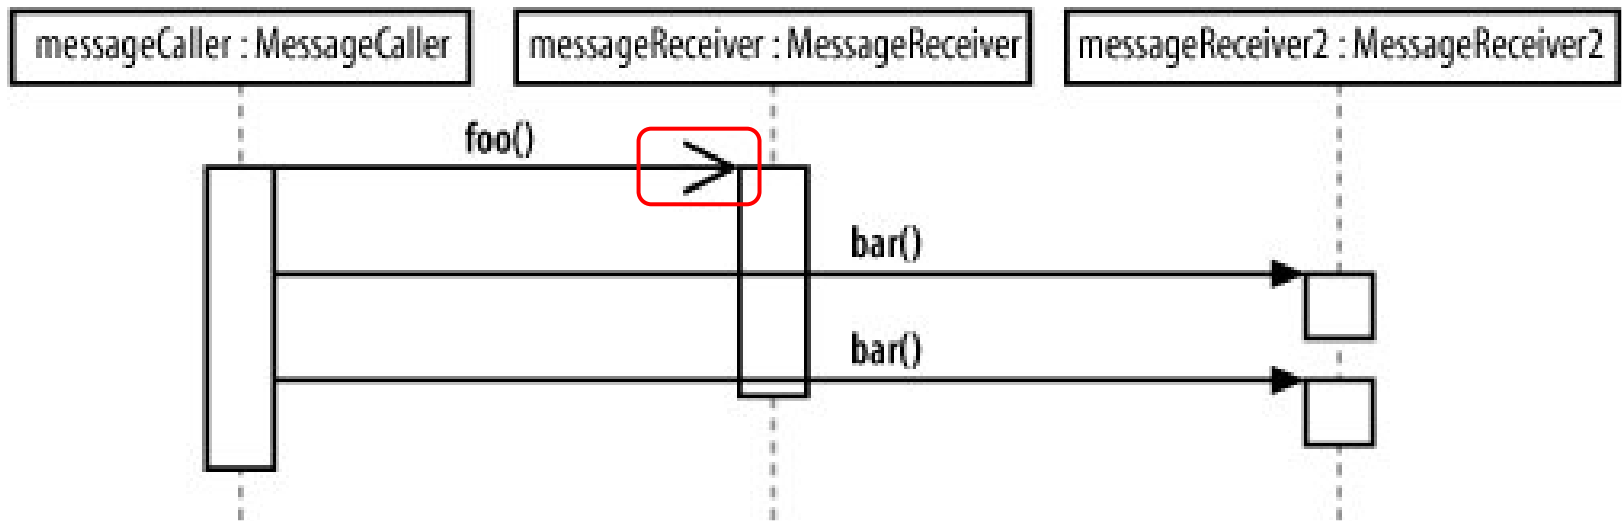 messageCaller : MessageCaller
messageReceiver : MessageReceiver
messageReceiver2 : MessageReceiver2
foo()
bar()
bar()